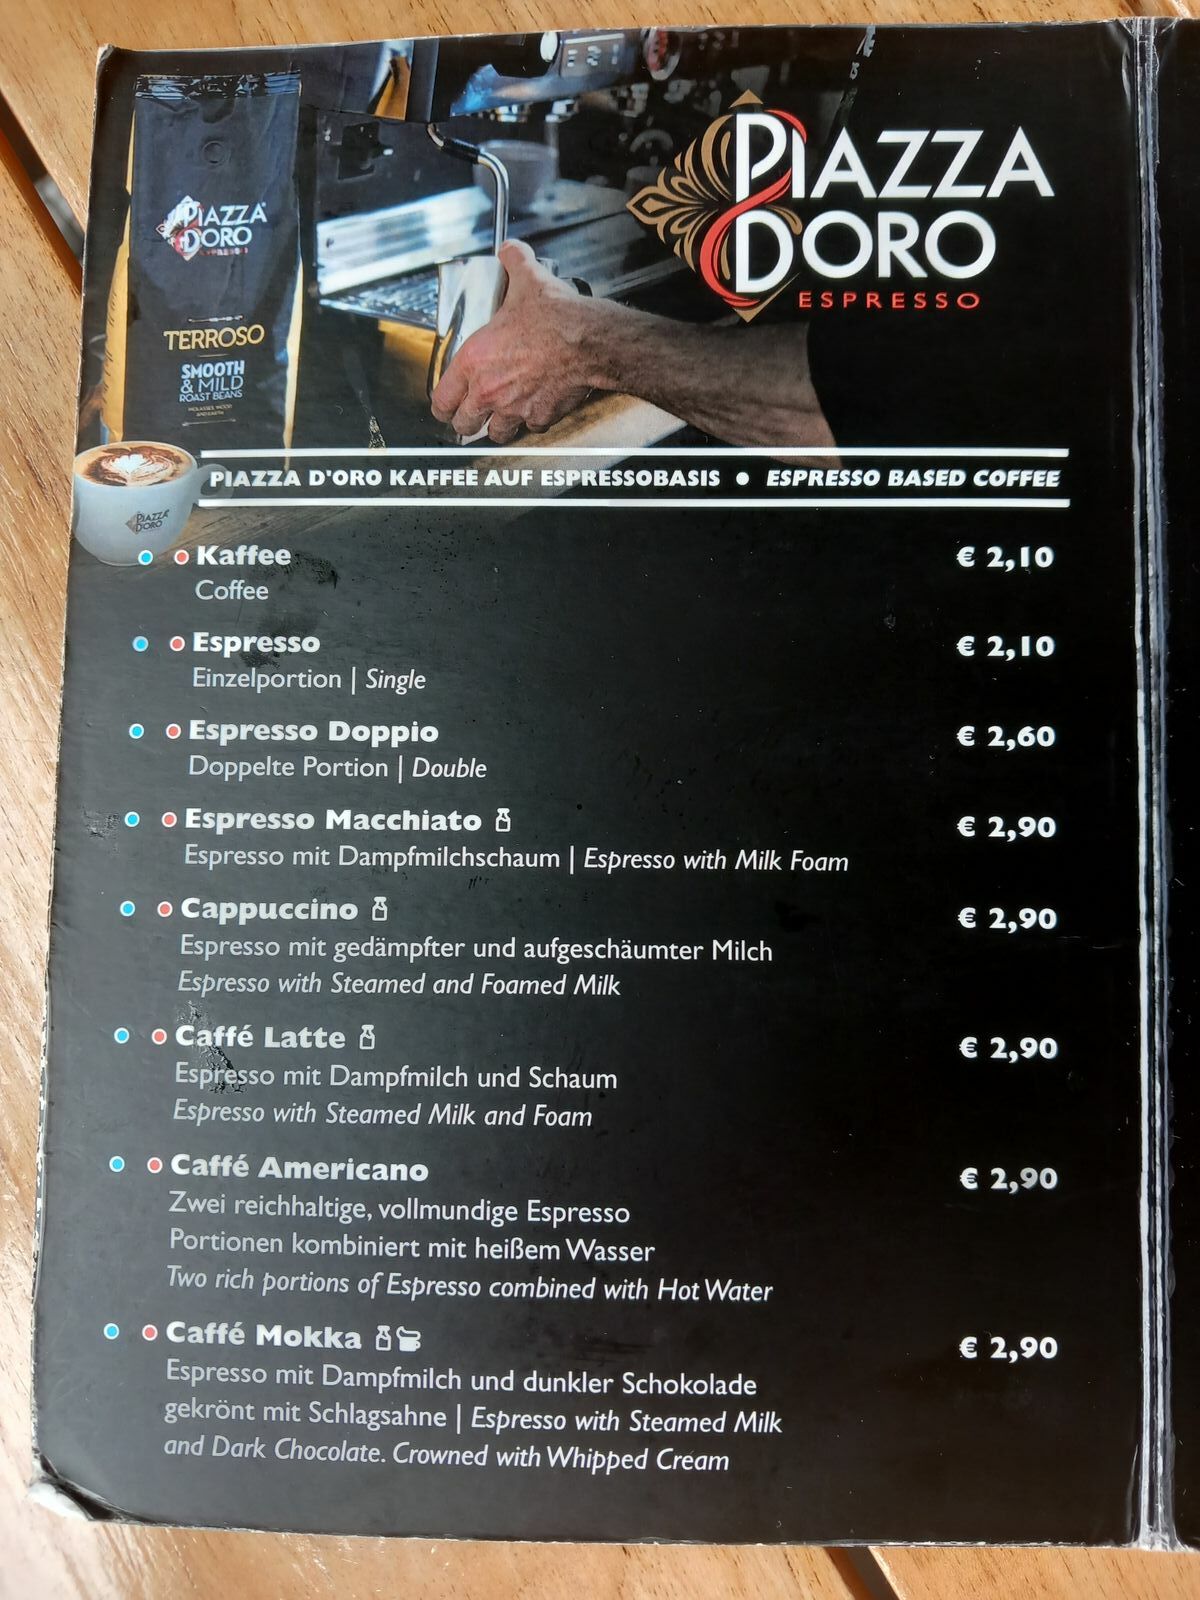 PIAZZA
D'ORO
ESPRESSO
PIAZZA
D'ORO
ESPRESSO
TERROSO
SMOOTH
& MILD
ROAST BEANS
PIAZZA
D'ORO
PIAZZA D'ORO KAFFEE AUF ESPRESSOBASIS • ESPRESSO BASED COFFEE
Kaffee € 2,10
Coffee
Espresso € 2,10
Einzelportion | Single
Espresso Doppio € 2,60
Doppelte Portion | Double
Espresso Macchiato € 2,90
Espresso mit Dampfmilchschaum | Espresso with Milk Foam
Cappuccino € 2,90
Espresso mit gedämpfter und aufgeschäumter Milch
Espresso with Steamed and Foamed Milk
Caffé Latte € 2,90
Espresso mit Dampfmilch und Schaum
Espresso with Steamed Milk and Foam
Caffé Americano € 2,90
Zwei reichhaltige, vollmundige Espresso
Portionen kombiniert mit heißem Wasser
Two rich portions of Espresso combined with Hot Water
Caffé Mokka € 2,90
Espresso mit Dampfmilch und dunkler Schokolade
gekrönt mit Schlagsahne | Espresso with Steamed Milk
and Dark Chocolate. Crowned with Whipped Cream